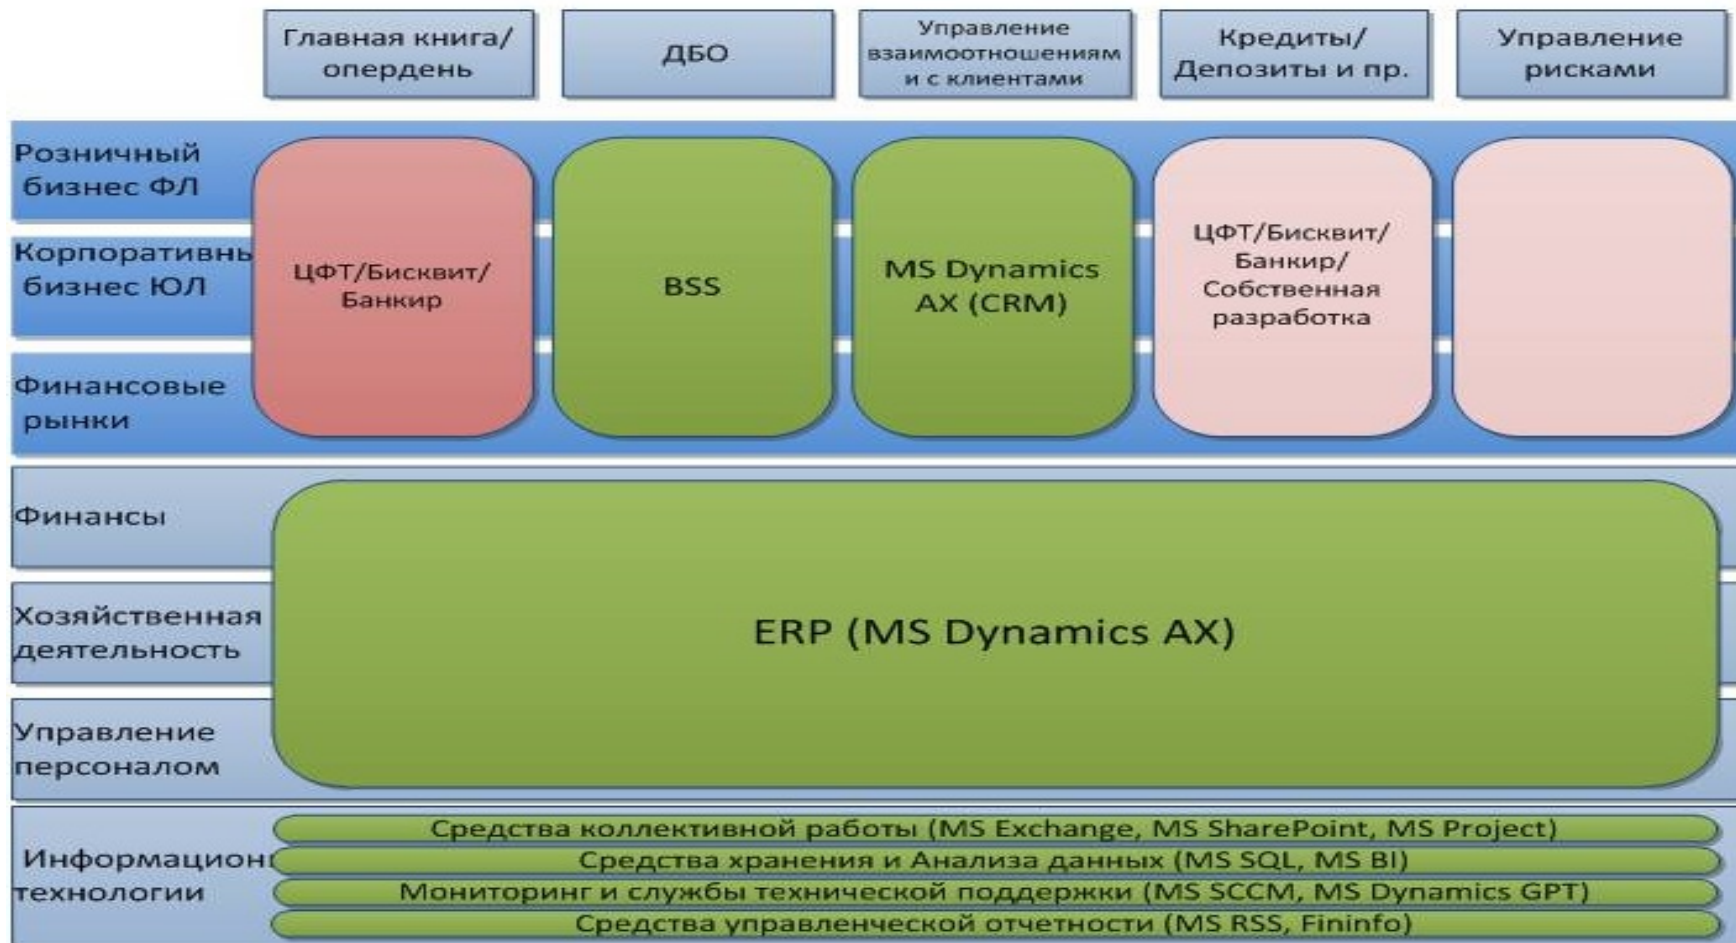 Главная книга/
опердень
ДБО
Управление
взаимоотношениям
и с клиентами
Кредиты/
Депозиты и пр.
Управление
рисками
Розничный
бизнес ФЛ
Корпоративнь
бизнес ЮЛ
Финансовые
рынки
ЦФТ/Бисквит/
Банкир
BSS
MS Dynamics
AX (CRM)
ЦФТ/Бисквит/
Банкир/
Собственная
разработка
Финансы
Хозяйственная
деятельность
Управление
персоналом
ERP (MS Dynamics AX)
Информацион
технологии
Средства коллективной работы (MS Exchange, MS SharePoint, MS Project)
Средства хранения и Анализа данных (MS SQL, MS BI)
Мониторинг и службы технической поддержки (MS SCCM, MS Dynamics GPT)
Средства управленческой отчетности (MS RSS, Fininfo)